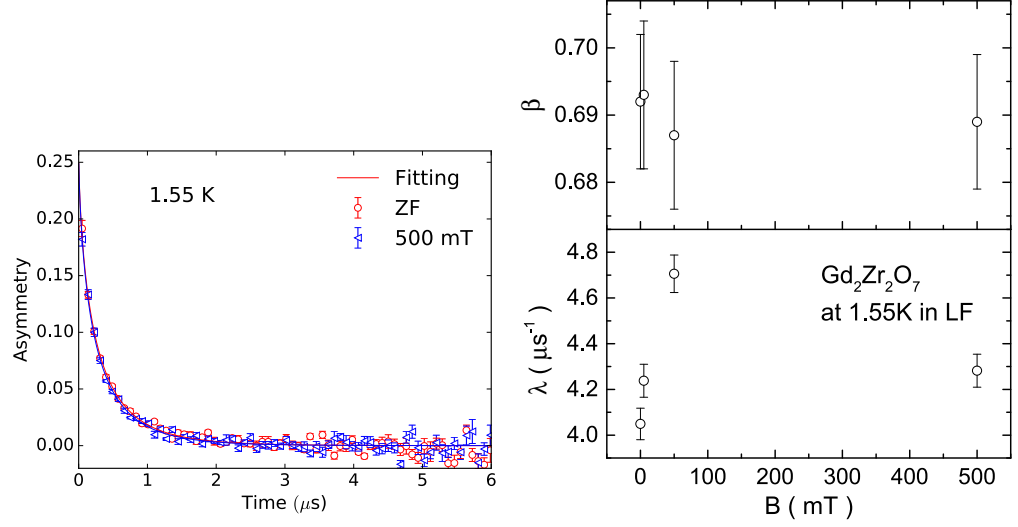 0.25
0.20
0.15
0.10
0.05
0.00
Asymmetry
1.55 K
Fitting
ZF
500 mT
0 1 2 3 4 5 6
Time (μs)
0.70
0.69
0.68
β
4.8
4.6
4.4
4.2
4.0
λ ( μs⁻¹ )
Gd₂Zr₂O₇
at 1.55K in LF
0 100 200 300 400 500
B ( mT )